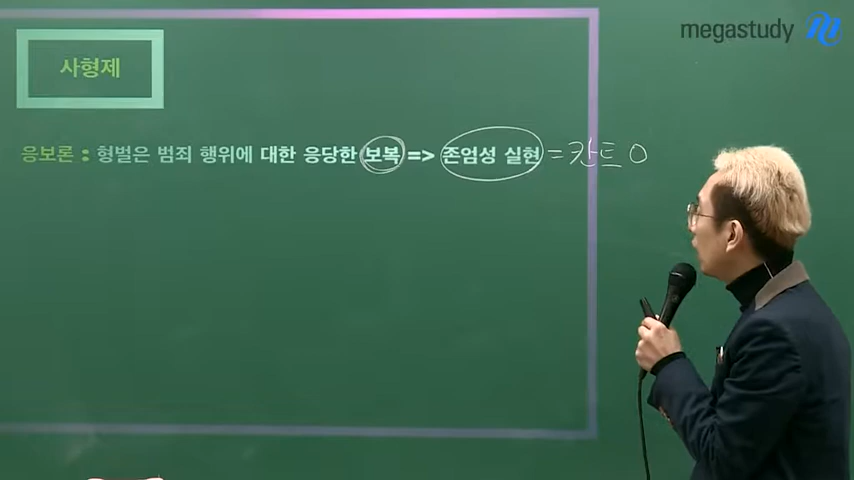 megastudy
사형제
응보론 : 형벌은 범죄 행위에 대한 응당한 보복 => 존엄성 실현 = 칸트 O